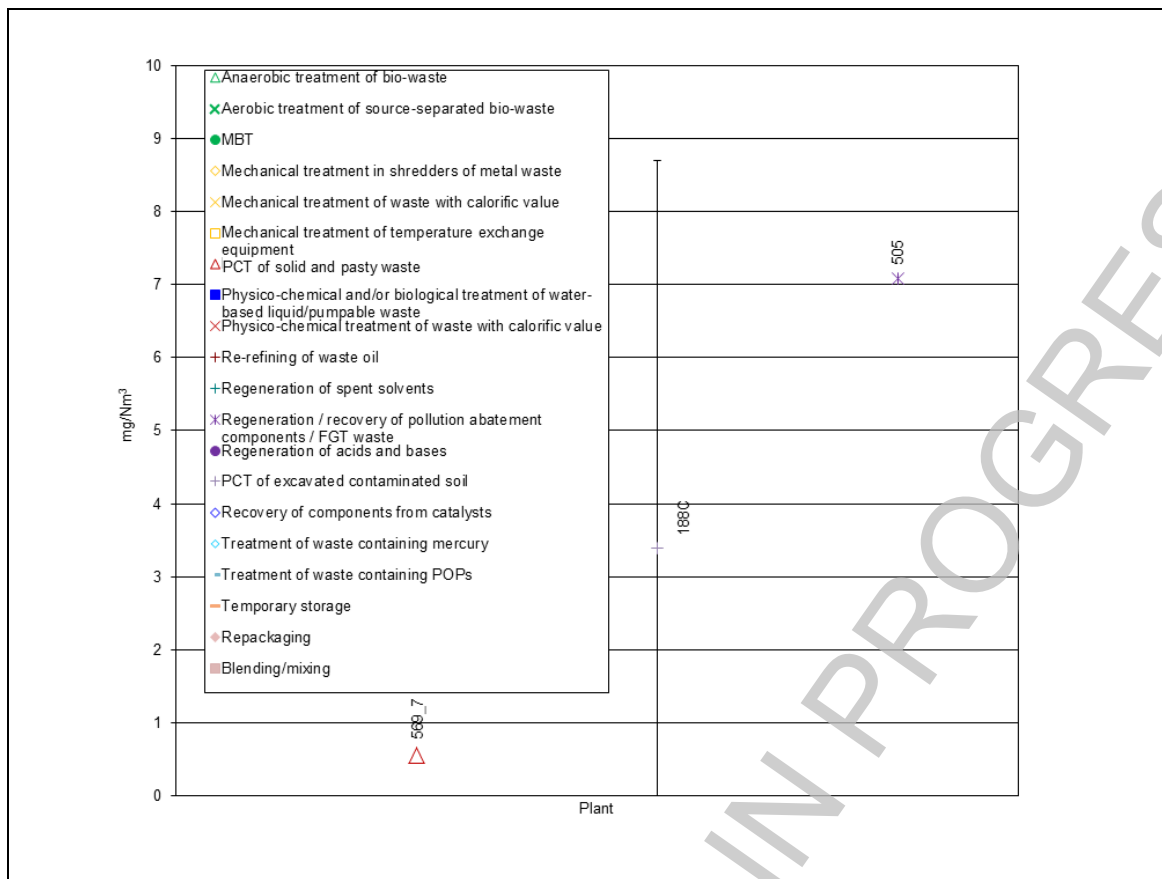 10
9
8
7
6
5
4
3
2
1
0
mg/Nm³
Anaerobic treatment of bio-waste
Aerobic treatment of source-separated bio-waste
MBT
Mechanical treatment in shredders of metal waste
Mechanical treatment of waste with calorific value
Mechanical treatment of temperature exchange
equipment
PCT of solid and pasty waste
Physico-chemical and/or biological treatment of water-
based liquid/pumpable waste
Physico-chemical treatment of waste with calorific value
Re-refining of waste oil
Regeneration of spent solvents
Regeneration / recovery of pollution abatement
components / FGT waste
Regeneration of acids and bases
PCT of excavated contaminated soil
Recovery of components from catalysts
Treatment of waste containing mercury
Treatment of waste containing POPs
Temporary storage
Repackaging
Blending/mixing
569_7
188C
505
Plant
IN PROGRES